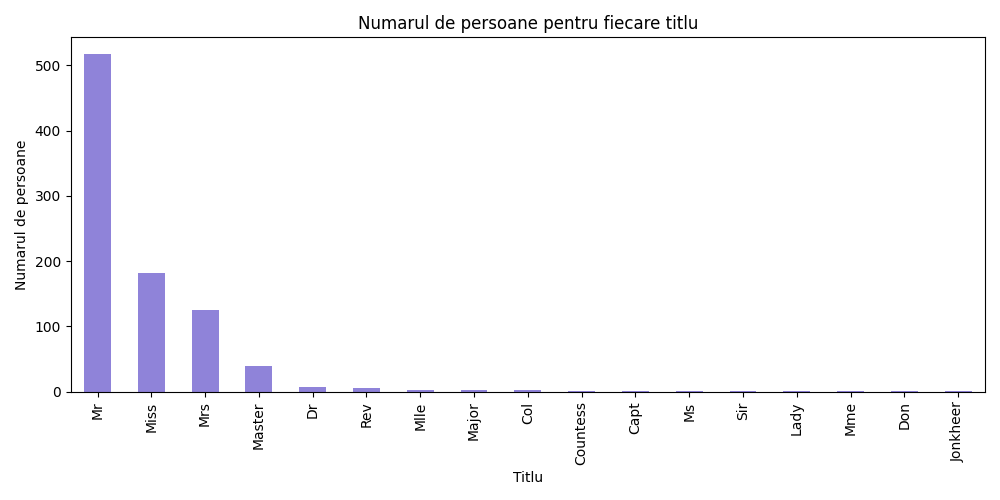 Numarul de persoane pentru fiecare titlu
Numarul de persoane
500
400
300
200
100
0
Mr
Miss
Mrs
Master
Dr
Rev
Mlle
Major
Col
Countess
Capt
Ms
Sir
Lady
Mme
Don
Jonkheer
Titlu